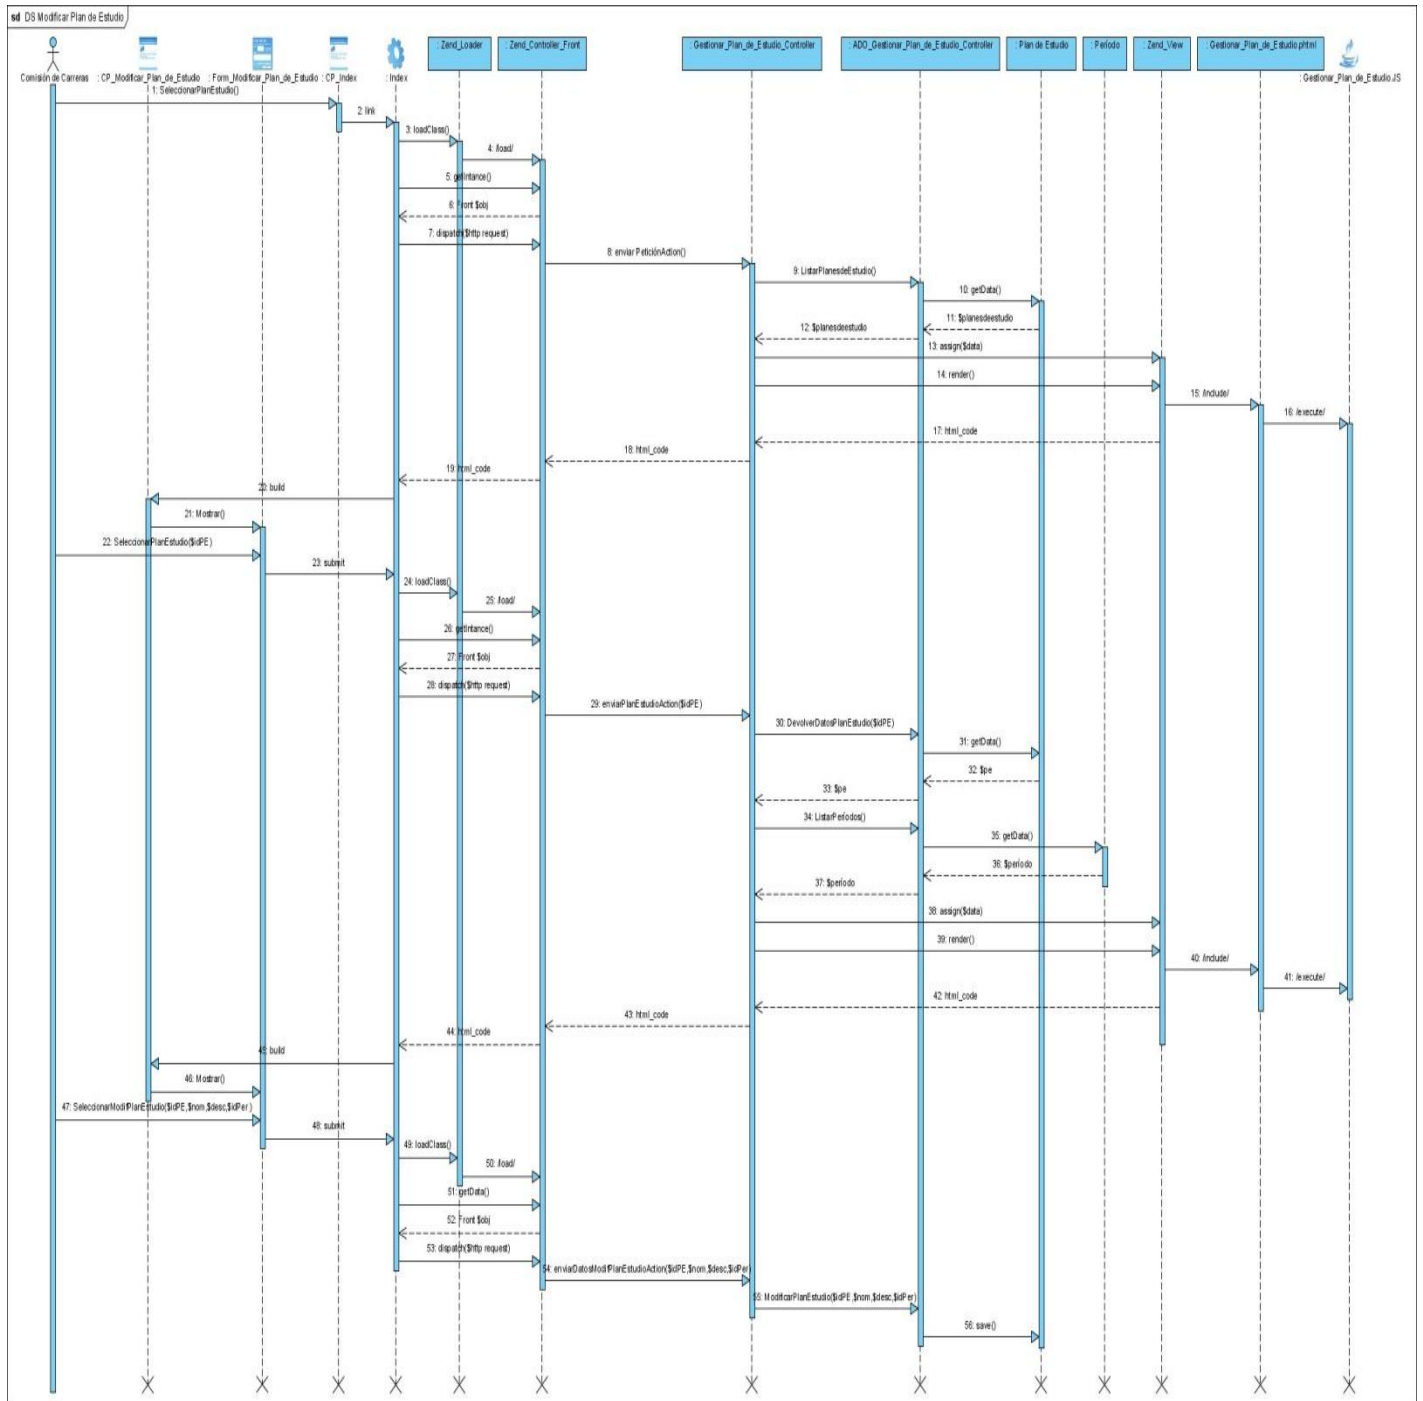 sd DS Modificar Plan de Estudio
Comisión de Carreras
: CP_Modificar_Plan_de_Estudio
: Form_Modificar_Plan_de_Estudio
: CP_Index
: Index
: Zend_Loader
: Zend_Controller_Front
: Gestionar_Plan_de_Estudio_Controller
: ADO_Gestionar_Plan_de_Estudio_Controller
: Plan de Estudio
: Período
: Zend_View
: Gestionar_Plan_de_Estudio.phtml
: Gestionar_Plan_de_Estudio.JS
1: SeleccionarPlanEstudio()
2: link
3: loadClass()
4: /load/
5: getIntance()
6: Front $obj
7: dispatch($http request)
8: enviar PeticiónAction()
9: ListarPlanesdeEstudio()
10: getData()
11: $planesdeestudio
12: $planesdeestudio
13: assign($data)
14: render()
15: /include/
16: /execute/
17: html_code
18: html_code
19: html_code
20: build
21: Mostrar()
22: SeleccionarPlanEstudio($idPE)
23: submit
24: loadClass()
25: /load/
26: getIntance()
27: Front $obj
28: dispatch($http request)
29: enviarPlanEstudioAction($idPE)
30: DevolverDatosPlanEstudio($idPE)
31: getData()
32: $pe
33: $pe
34: ListarPeríodos()
35: getData()
36: $período
37: $período
38: assign($data)
39: render()
40: /include/
41: /execute/
42: html_code
43: html_code
44: html_code
45: build
46: Mostrar()
47: SeleccionarModifPlanEstudio($idPE,$nom,$desc,$idPer)
48: submit
49: loadClass()
50: /load/
51: getData()
52: Front $obj
53: dispatch($http request)
54: enviarDatosModifPlanEstudioAction($idPE,$nom,$desc,$idPer)
55: ModificarPlanEstudio($idPE,$nom,$desc,$idPer)
56: save()